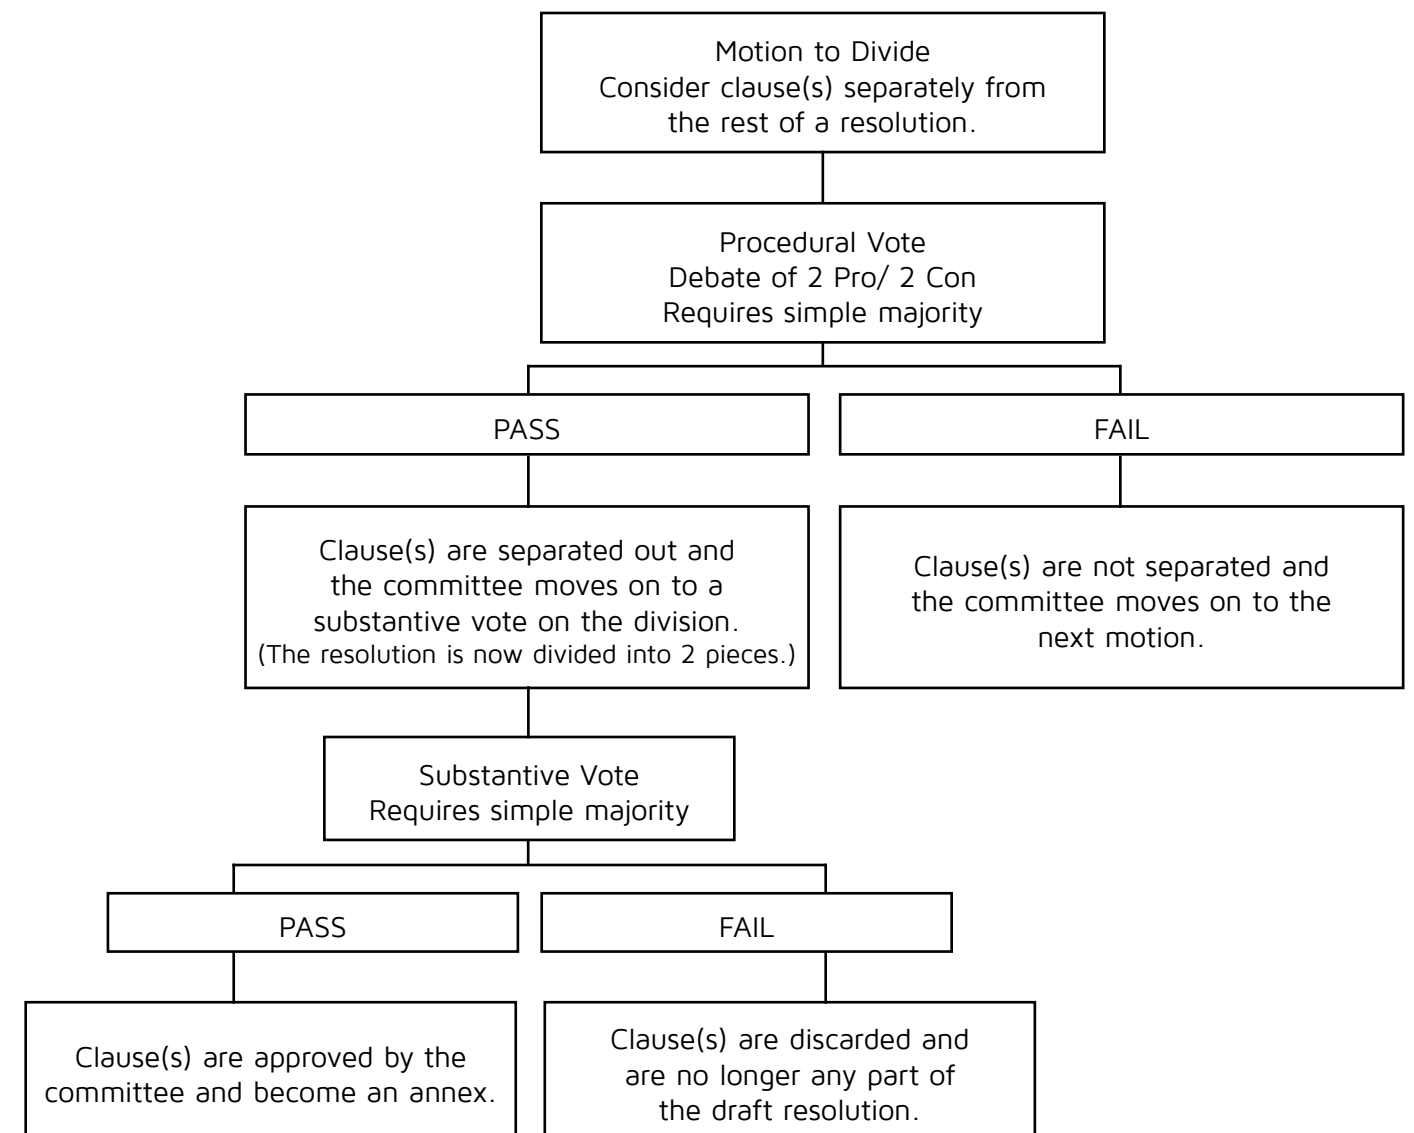 Motion to Divide
Consider clause(s) separately from
the rest of a resolution.
Procedural Vote
Debate of 2 Pro/ 2 Con
Requires simple majority
PASS
FAIL
Clause(s) are separated out and
the committee moves on to a
substantive vote on the division.
(The resolution is now divided into 2 pieces.)
Clause(s) are not separated and
the committee moves on to the
next motion.
Substantive Vote
Requires simple majority
PASS
FAIL
Clause(s) are approved by the
committee and become an annex.
Clause(s) are discarded and
are no longer any part of
the draft resolution.